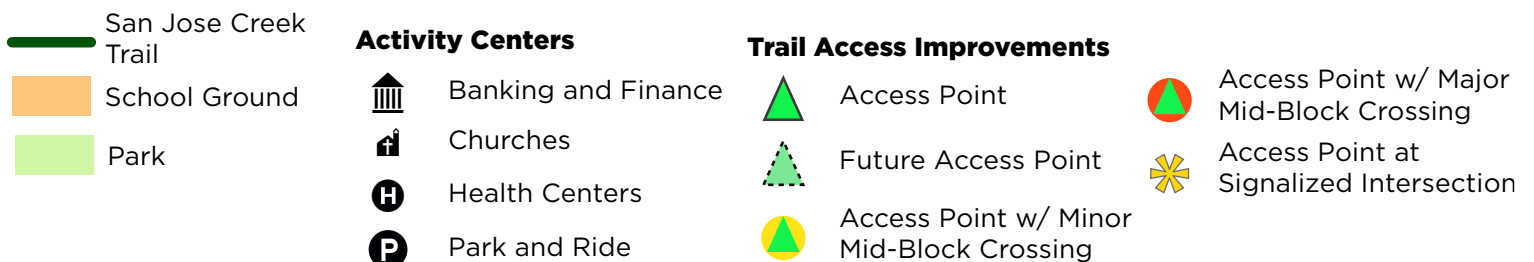 San Jose Creek
Trail
School Ground
Park
Activity Centers
Banking and Finance
Churches
H
Health Centers
P
Park and Ride
Trail Access Improvements
Access Point
Future Access Point
Access Point w/ Minor
Mid-Block Crossing
Access Point w/ Major
Mid-Block Crossing
Access Point at
Signalized Intersection